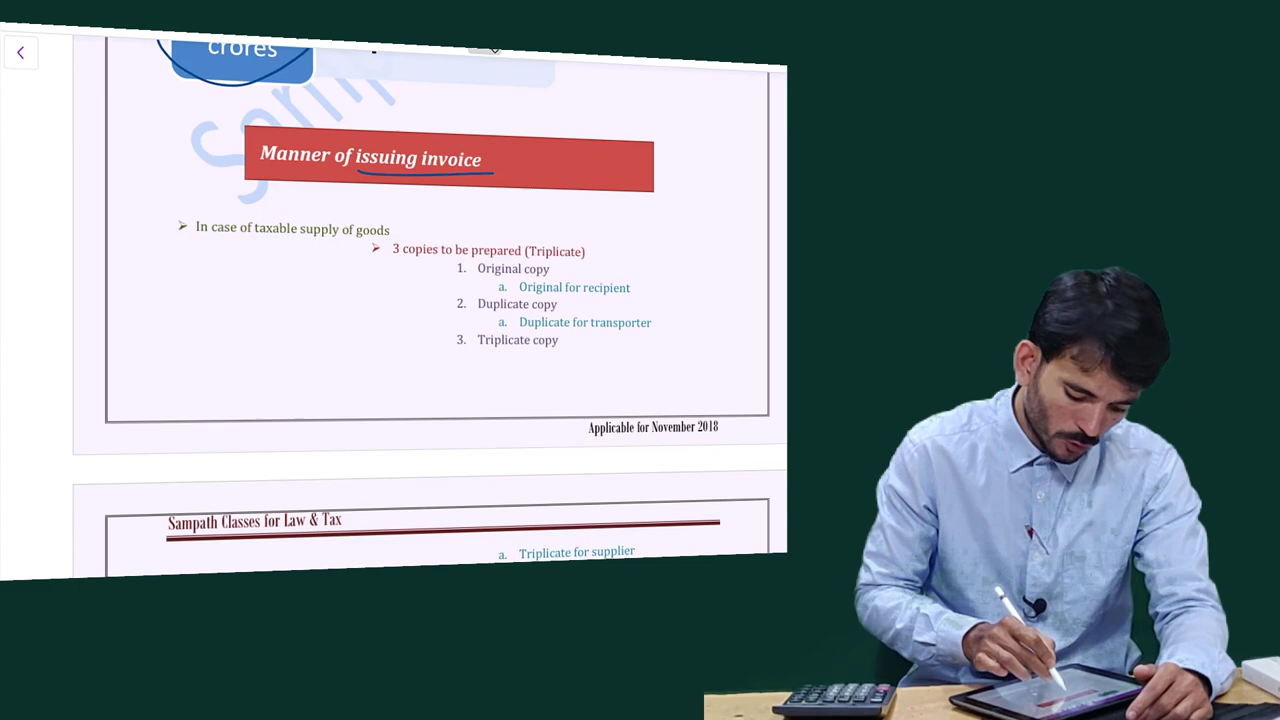 crores
Manner of issuing invoice
➢ In case of taxable supply of goods
➢ 3 copies to be prepared (Triplicate)
1. Original copy
a. Original for recipient
2. Duplicate copy
a. Duplicate for transporter
3. Triplicate copy
Applicable for November 2018
Sampath Classes for Law & Tax
a. Triplicate for supplier